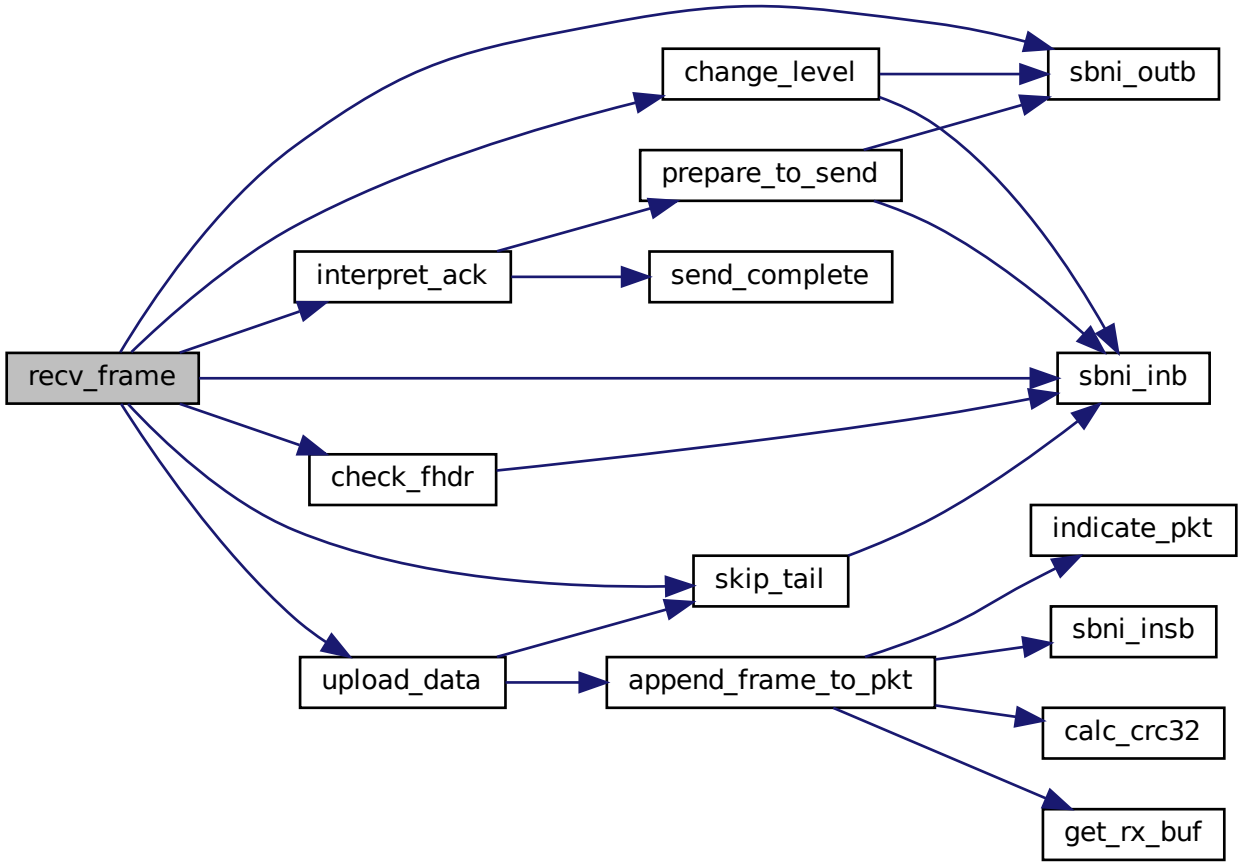 change_level
sbni_outb
prepare_to_send
interpret_ack
send_complete
recv_frame
sbni_inb
check_fhdr
indicate_pkt
skip_tail
sbni_insb
upload_data
append_frame_to_pkt
calc_crc32
get_rx_buf